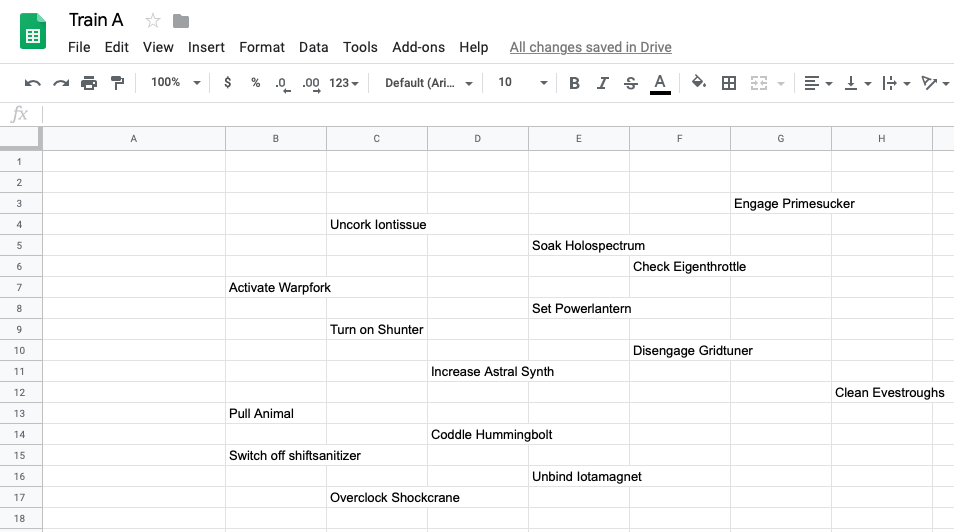 Train A
File Edit View Insert Format Data Tools Add-ons Help All changes saved in Drive
100% $ % .0 .00 123 Default (Ari... 10 B I S A
fx
A B C D E F G H
1
2
3 Engage Primesucker
4 Uncork Iontissue
5 Soak Holospectrum
6 Check Eigenthrottle
7 Activate Warpfork
8 Set Powerlantern
9 Turn on Shunter
10 Disengage Gridtuner
11 Increase Astral Synth
12 Clean Evestroughs
13 Pull Animal
14 Coddle Hummingbolt
15 Switch off shiftsanitizer
16 Unbind Iotamagnet
17 Overclock Shockcrane
18